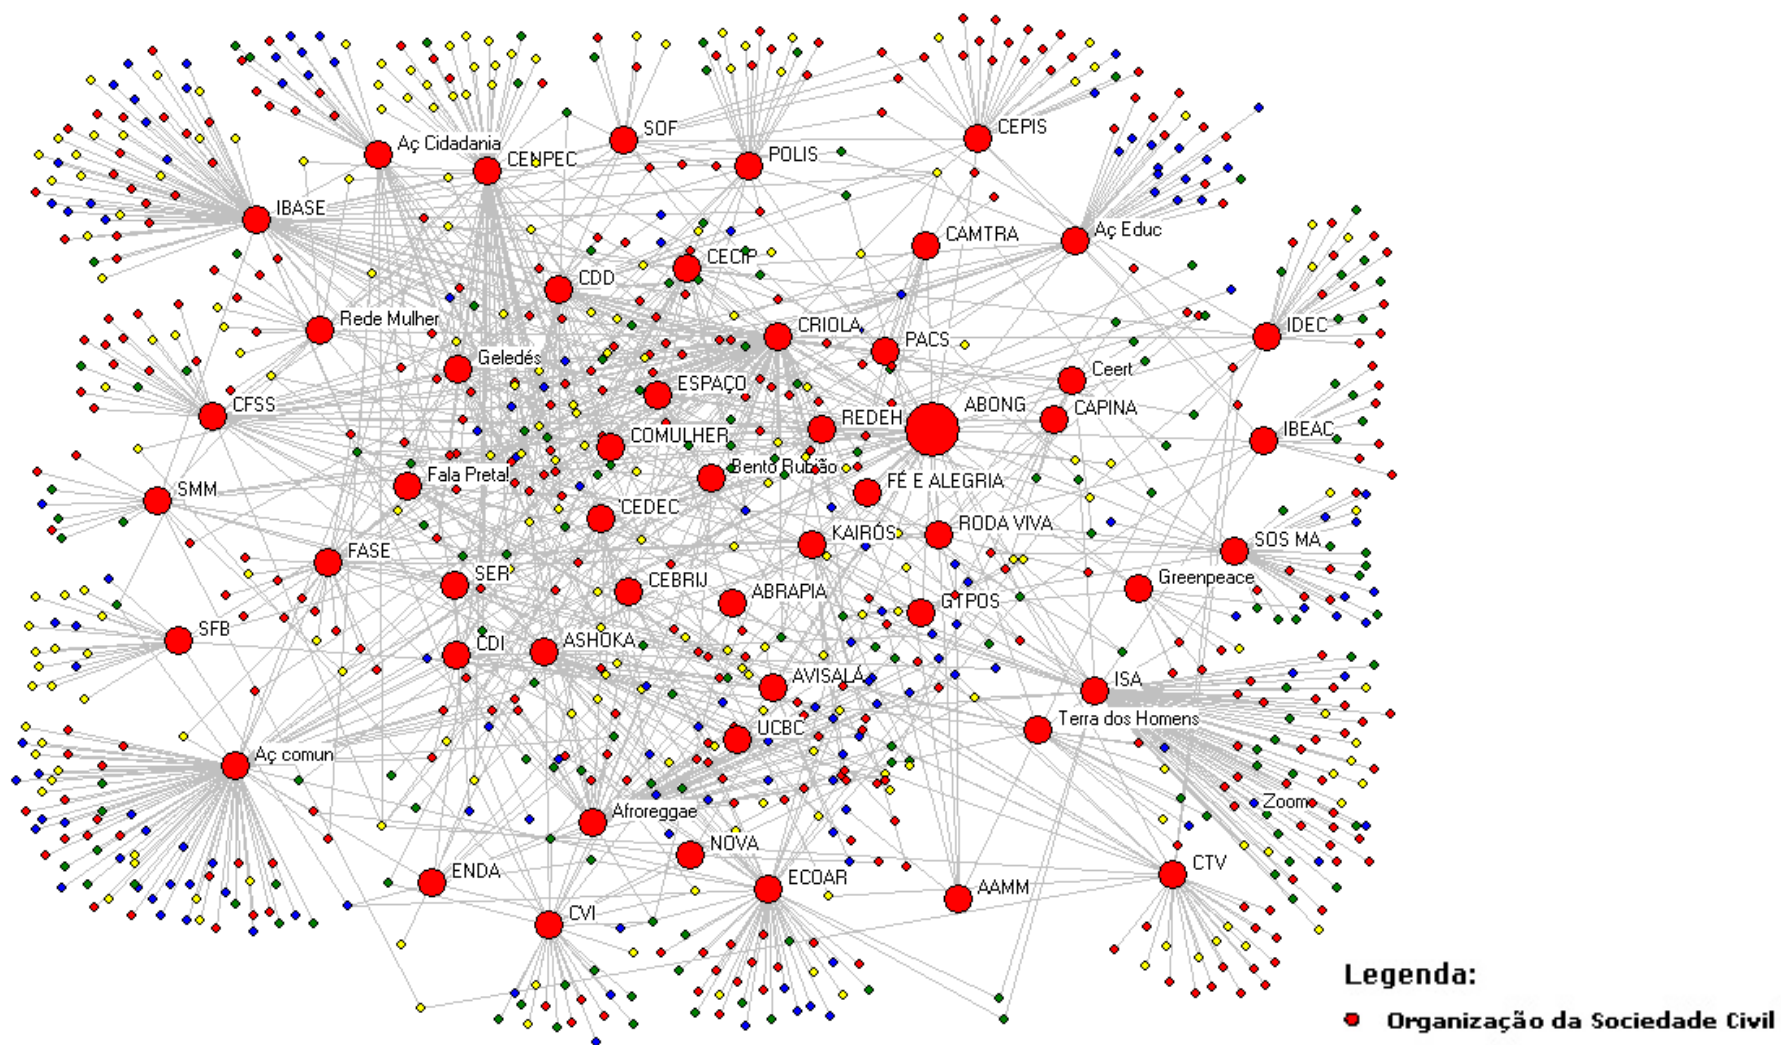 SOF
Aç Cidadania
CENPEC
POLIS
CEPIS
IBASE
CAMTRA
Aç Educ
CECIP
CDD
Rede Mulher
CRIOLA
PACS
IDEC
Geledés
Ceert
ESPAÇO
CFSS
ABONG
CAPINA
REDEH
COMULHER
IBEAC
Bento Rubião
Fala Preta!
FÉ E ALEGRIA
SMM
CEDEC
KAIRÓS
RODA VIVA
SOS MA
FASE
SER
CEBRIJ
ABRAPIA
Greenpeace
GTPOS
SFB
CDI
ASHOKA
AVISALÁ
ISA
Terra dos Homens
UCBC
Aç comun
Zoom
Afroreggae
NOVA
ENDA
ECOAR
AAMM
CTV
CVI
Legenda:
Organização da Sociedade Civil